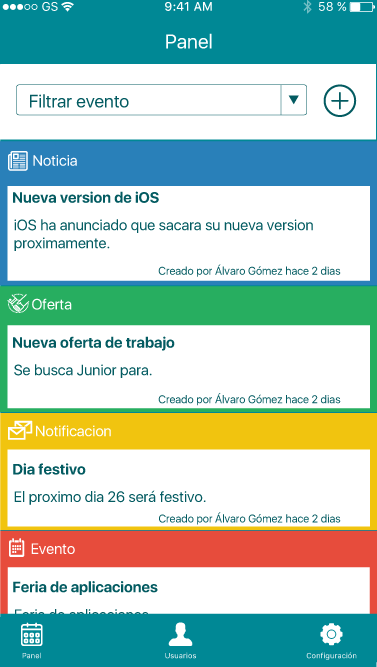 GS 9:41 AM 58 %
Panel
Filtrar evento
Noticia
Nueva version de iOS
iOS ha anunciado que sacara su nueva version
proximamente.
Creado por Álvaro Gómez hace 2 dias
Oferta
Nueva oferta de trabajo
Se busca Junior para.
Creado por Álvaro Gómez hace 2 dias
Notificacion
Dia festivo
El proximo dia 26 será festivo.
Creado por Álvaro Gómez hace 2 dias
Evento
Feria de aplicaciones
Feria de aplicaciones
Panel Usuarios Configuración